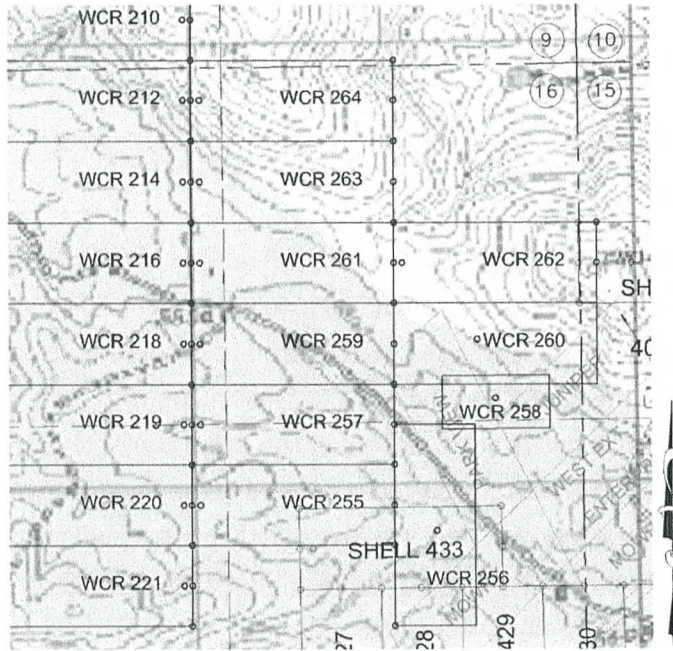 WCR 210
9 10
WCR 212 WCR 264 16 15
WCR 214 WCR 263
WCR 216 WCR 261 WCR 262
SH
WCR 218 WCR 259 WCR 260
40
WCR 258
JUNIPER
WCR 219 WCR 257
WEST EXT
WCR 220 WCR 255
SHELL 433
WCR 221 WCR 256
27
28
429
30